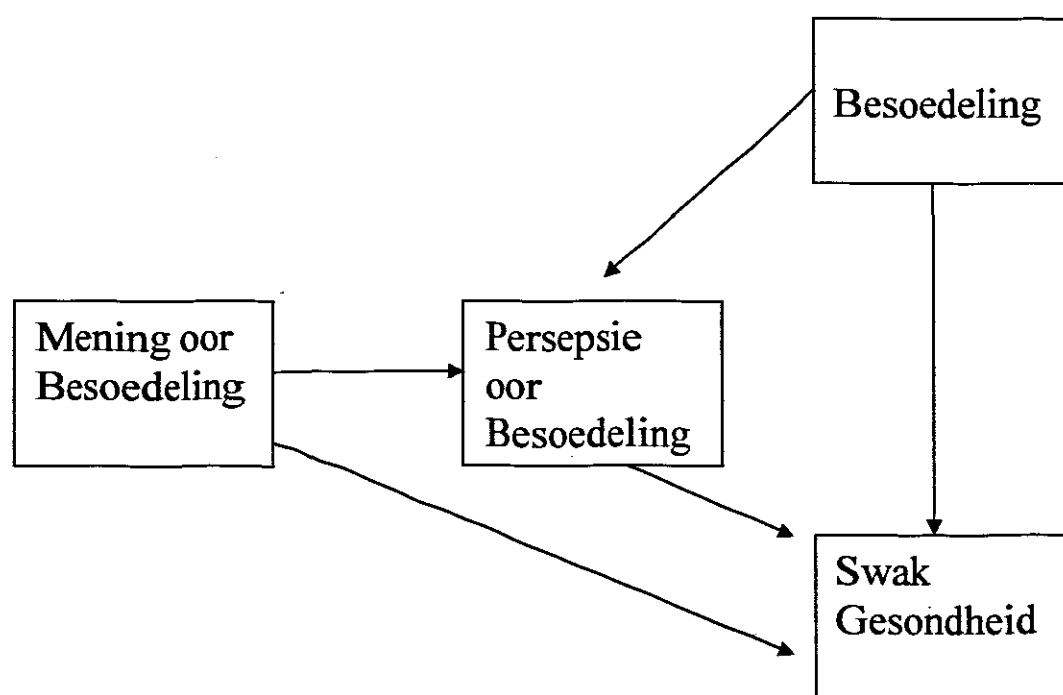 Besoedeling
Mening oor
Besoedeling
Persepsie
oor
Besoedeling
Swak
Gesondheid